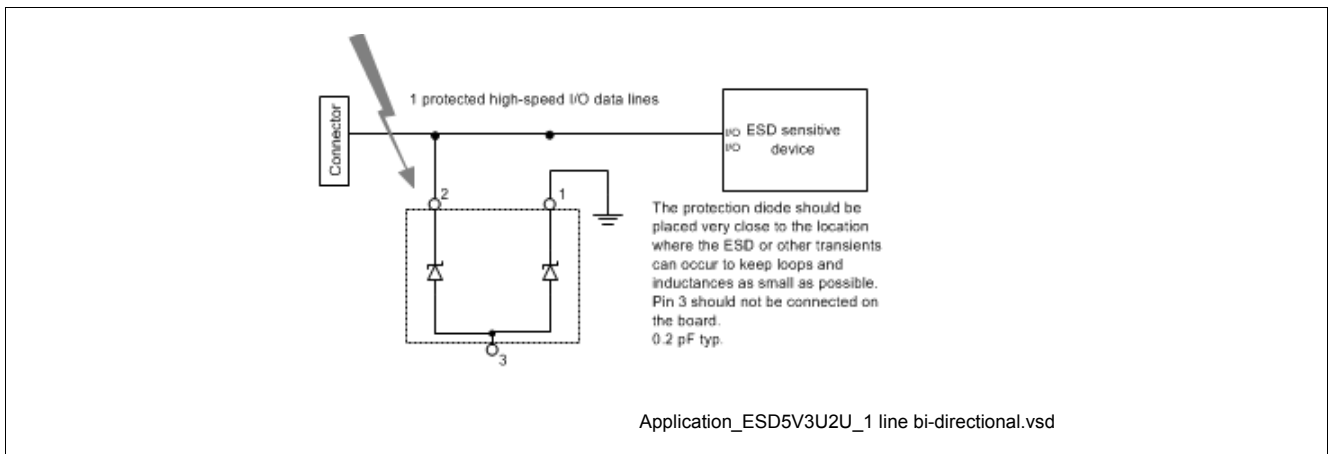 1 protected high-speed I/O data lines
Connector
I/O
I/O
ESD sensitive
device
2
1
3
The protection diode should be
placed very close to the location
where the ESD or other transients
can occur to keep loops and
inductances as small as possible.
Pin 3 should not be connected on
the board.
0.2 pF typ.
Application_ESD5V3U2U_1 line bi-directional.vsd